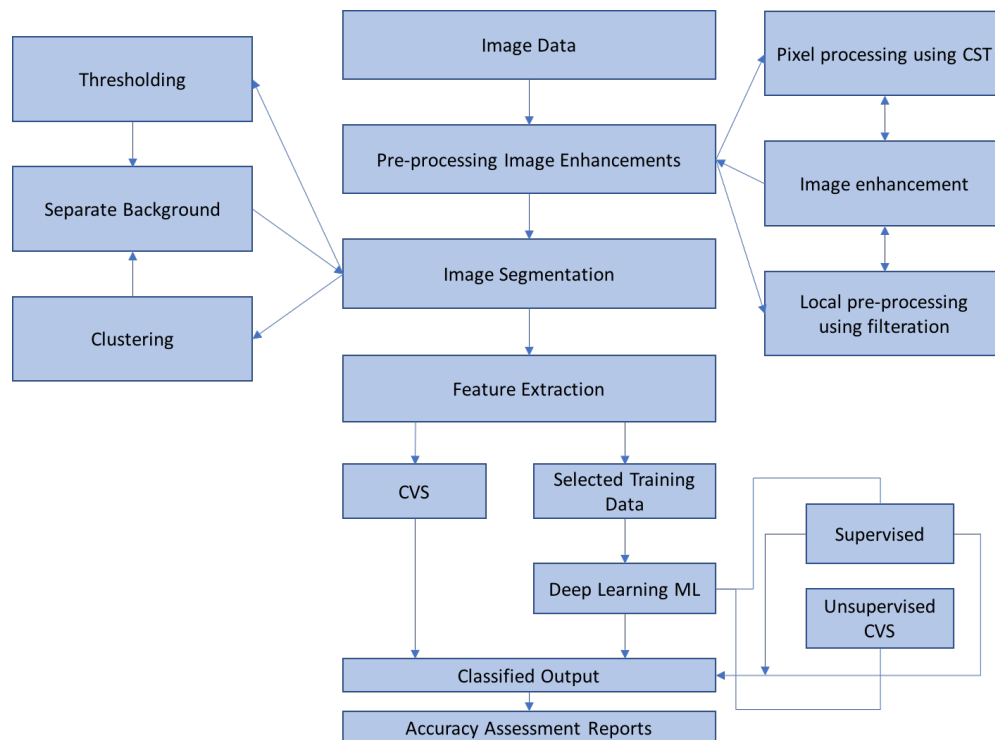 Image Data
Pixel processing using CST
Thresholding
Pre-processing Image Enhancements
Image enhancement
Separate Background
Image Segmentation
Local pre-processing
using filteration
Clustering
Feature Extraction
CVS
Selected Training
Data
Supervised
Deep Learning ML
Unsupervised
CVS
Classified Output
Accuracy Assessment Reports